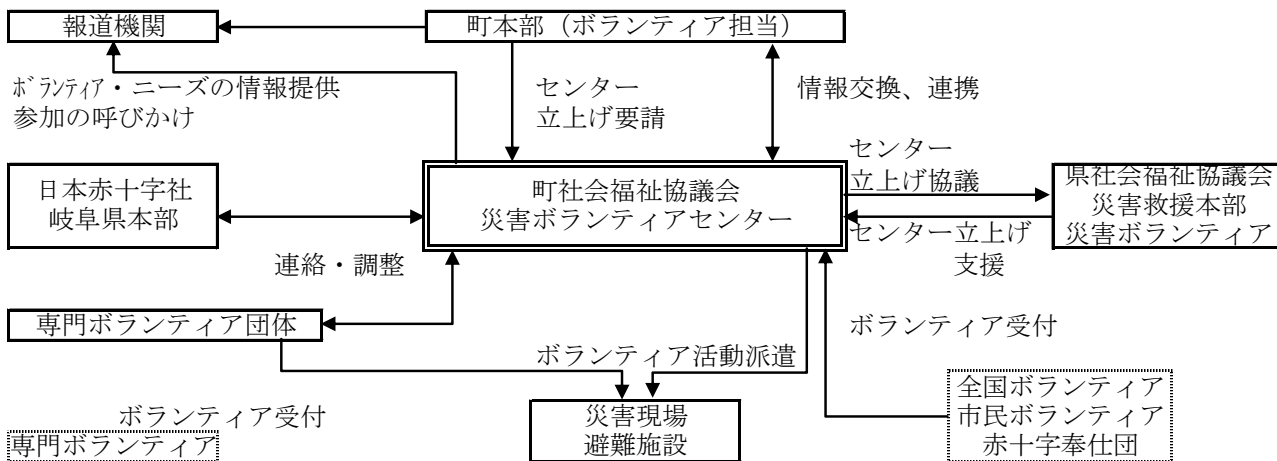 報道機関
町本部（ボランティア担当）
ﾎﾞﾗﾝﾃｨｱ・ニーズの情報提供
参加の呼びかけ
センター
立上げ要請
情報交換、連携
日本赤十字社
岐阜県本部
町社会福祉協議会
災害ボランティアセンター
センター
立上げ協議
県社会福祉協議会
災害救援本部
災害ボランティア
センター立上げ
支援
連絡・調整
専門ボランティア団体
ボランティア受付
ボランティア活動派遣
全国ボランティア
市民ボランティア
赤十字奉仕団
災害現場
避難施設
ボランティア受付
専門ボランティア